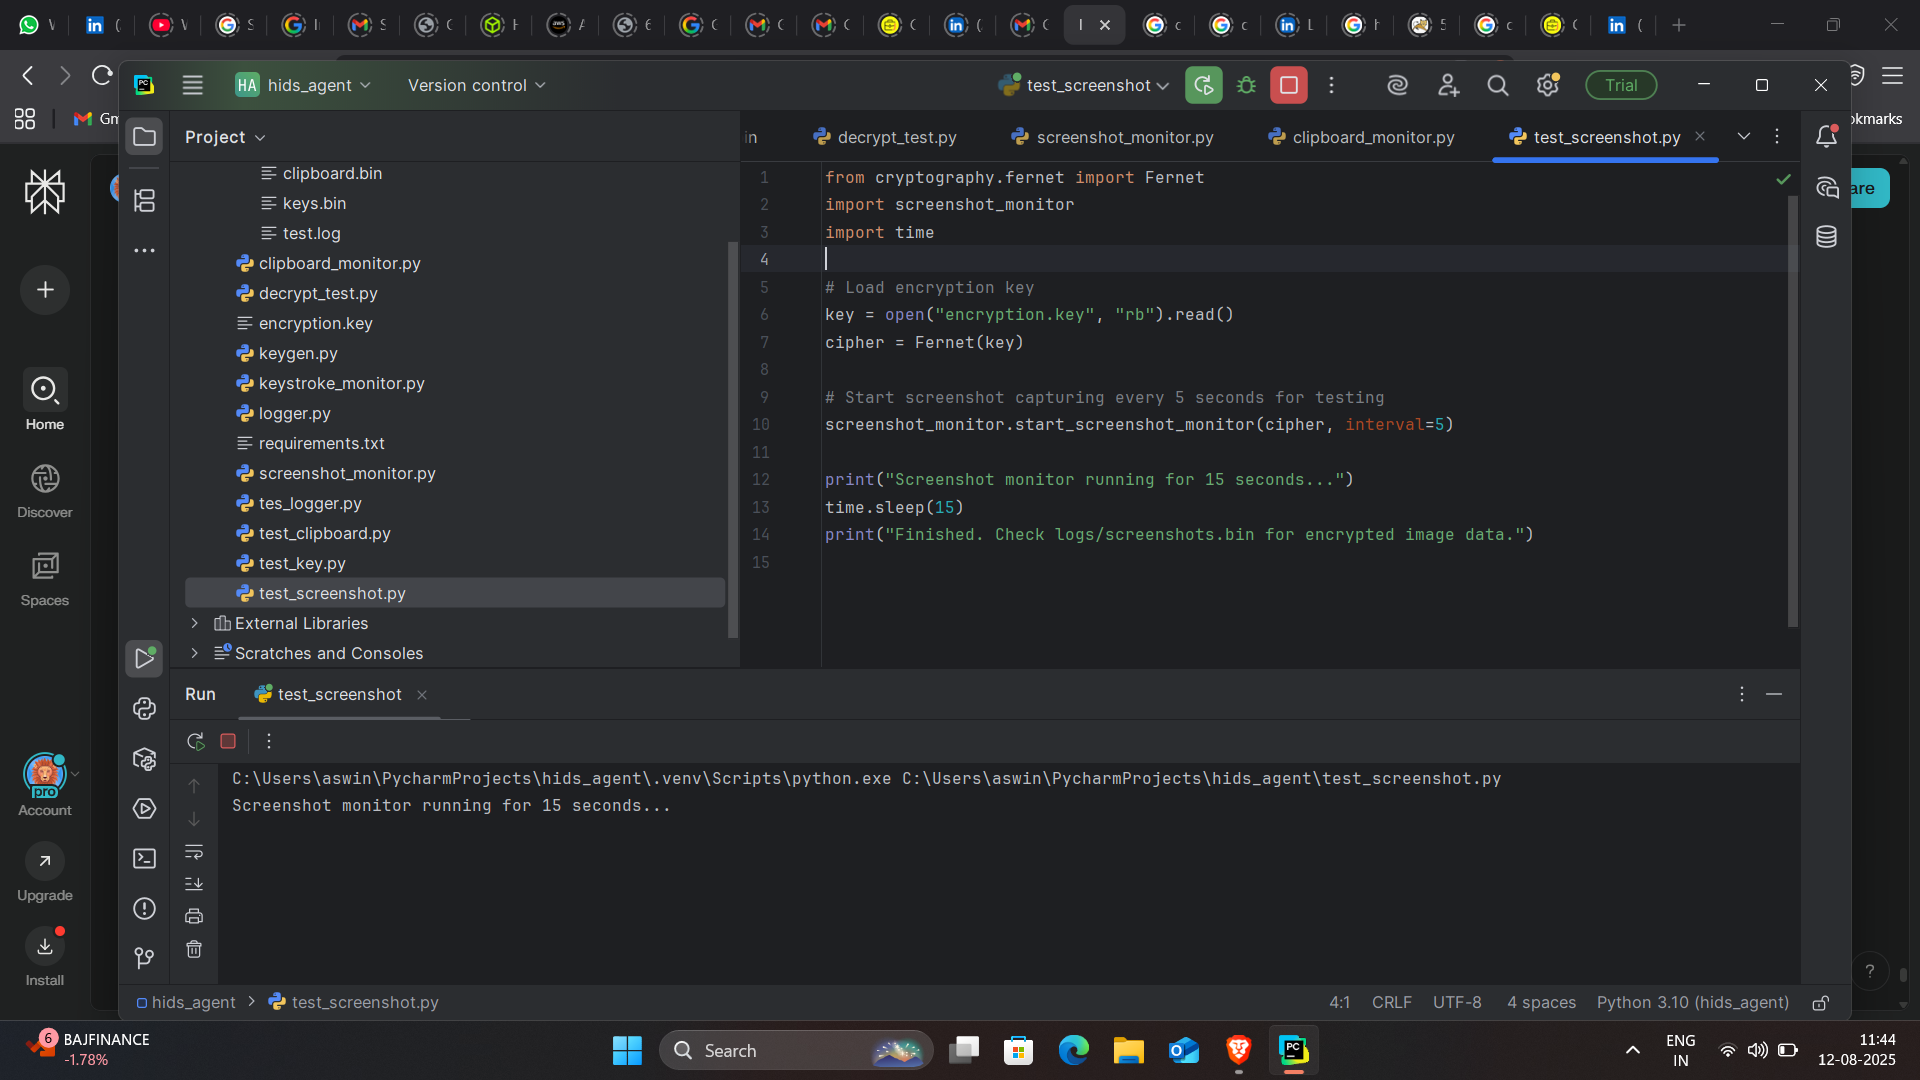 HA hids_agent
Version control
test_screenshot
Trial
Gm
okmarks
Project
decrypt_test.py
screenshot_monitor.py
clipboard_monitor.py
test_screenshot.py
are
clipboard.bin
keys.bin
test.log
clipboard_monitor.py
decrypt_test.py
encryption.key
keygen.py
keystroke_monitor.py
logger.py
requirements.txt
screenshot_monitor.py
tes_logger.py
test_clipboard.py
test_key.py
test_screenshot.py
External Libraries
Scratches and Consoles
1 from cryptography.fernet import Fernet
2 import screenshot_monitor
3 import time
4
5 # Load encryption key
6 key = open("encryption.key", "rb").read()
7 cipher = Fernet(key)
8
9 # Start screenshot capturing every 5 seconds for testing
10 screenshot_monitor.start_screenshot_monitor(cipher, interval=5)
11
12 print("Screenshot monitor running for 15 seconds...")
13 time.sleep(15)
14 print("Finished. Check logs/screenshots.bin for encrypted image data.")
15
Home
Discover
Spaces
pro
Account
Upgrade
Install
Run
test_screenshot
C:\Users\aswin\PycharmProjects\hids_agent\.venv\Scripts\python.exe C:\Users\aswin\PycharmProjects\hids_agent\test_screenshot.py
Screenshot monitor running for 15 seconds...
hids_agent > test_screenshot.py
4:1
CRLF
UTF-8
4 spaces
Python 3.10 (hids_agent)
6
BAJFINANCE
-1.78%
Search
ENG
IN
11:44
12-08-2025